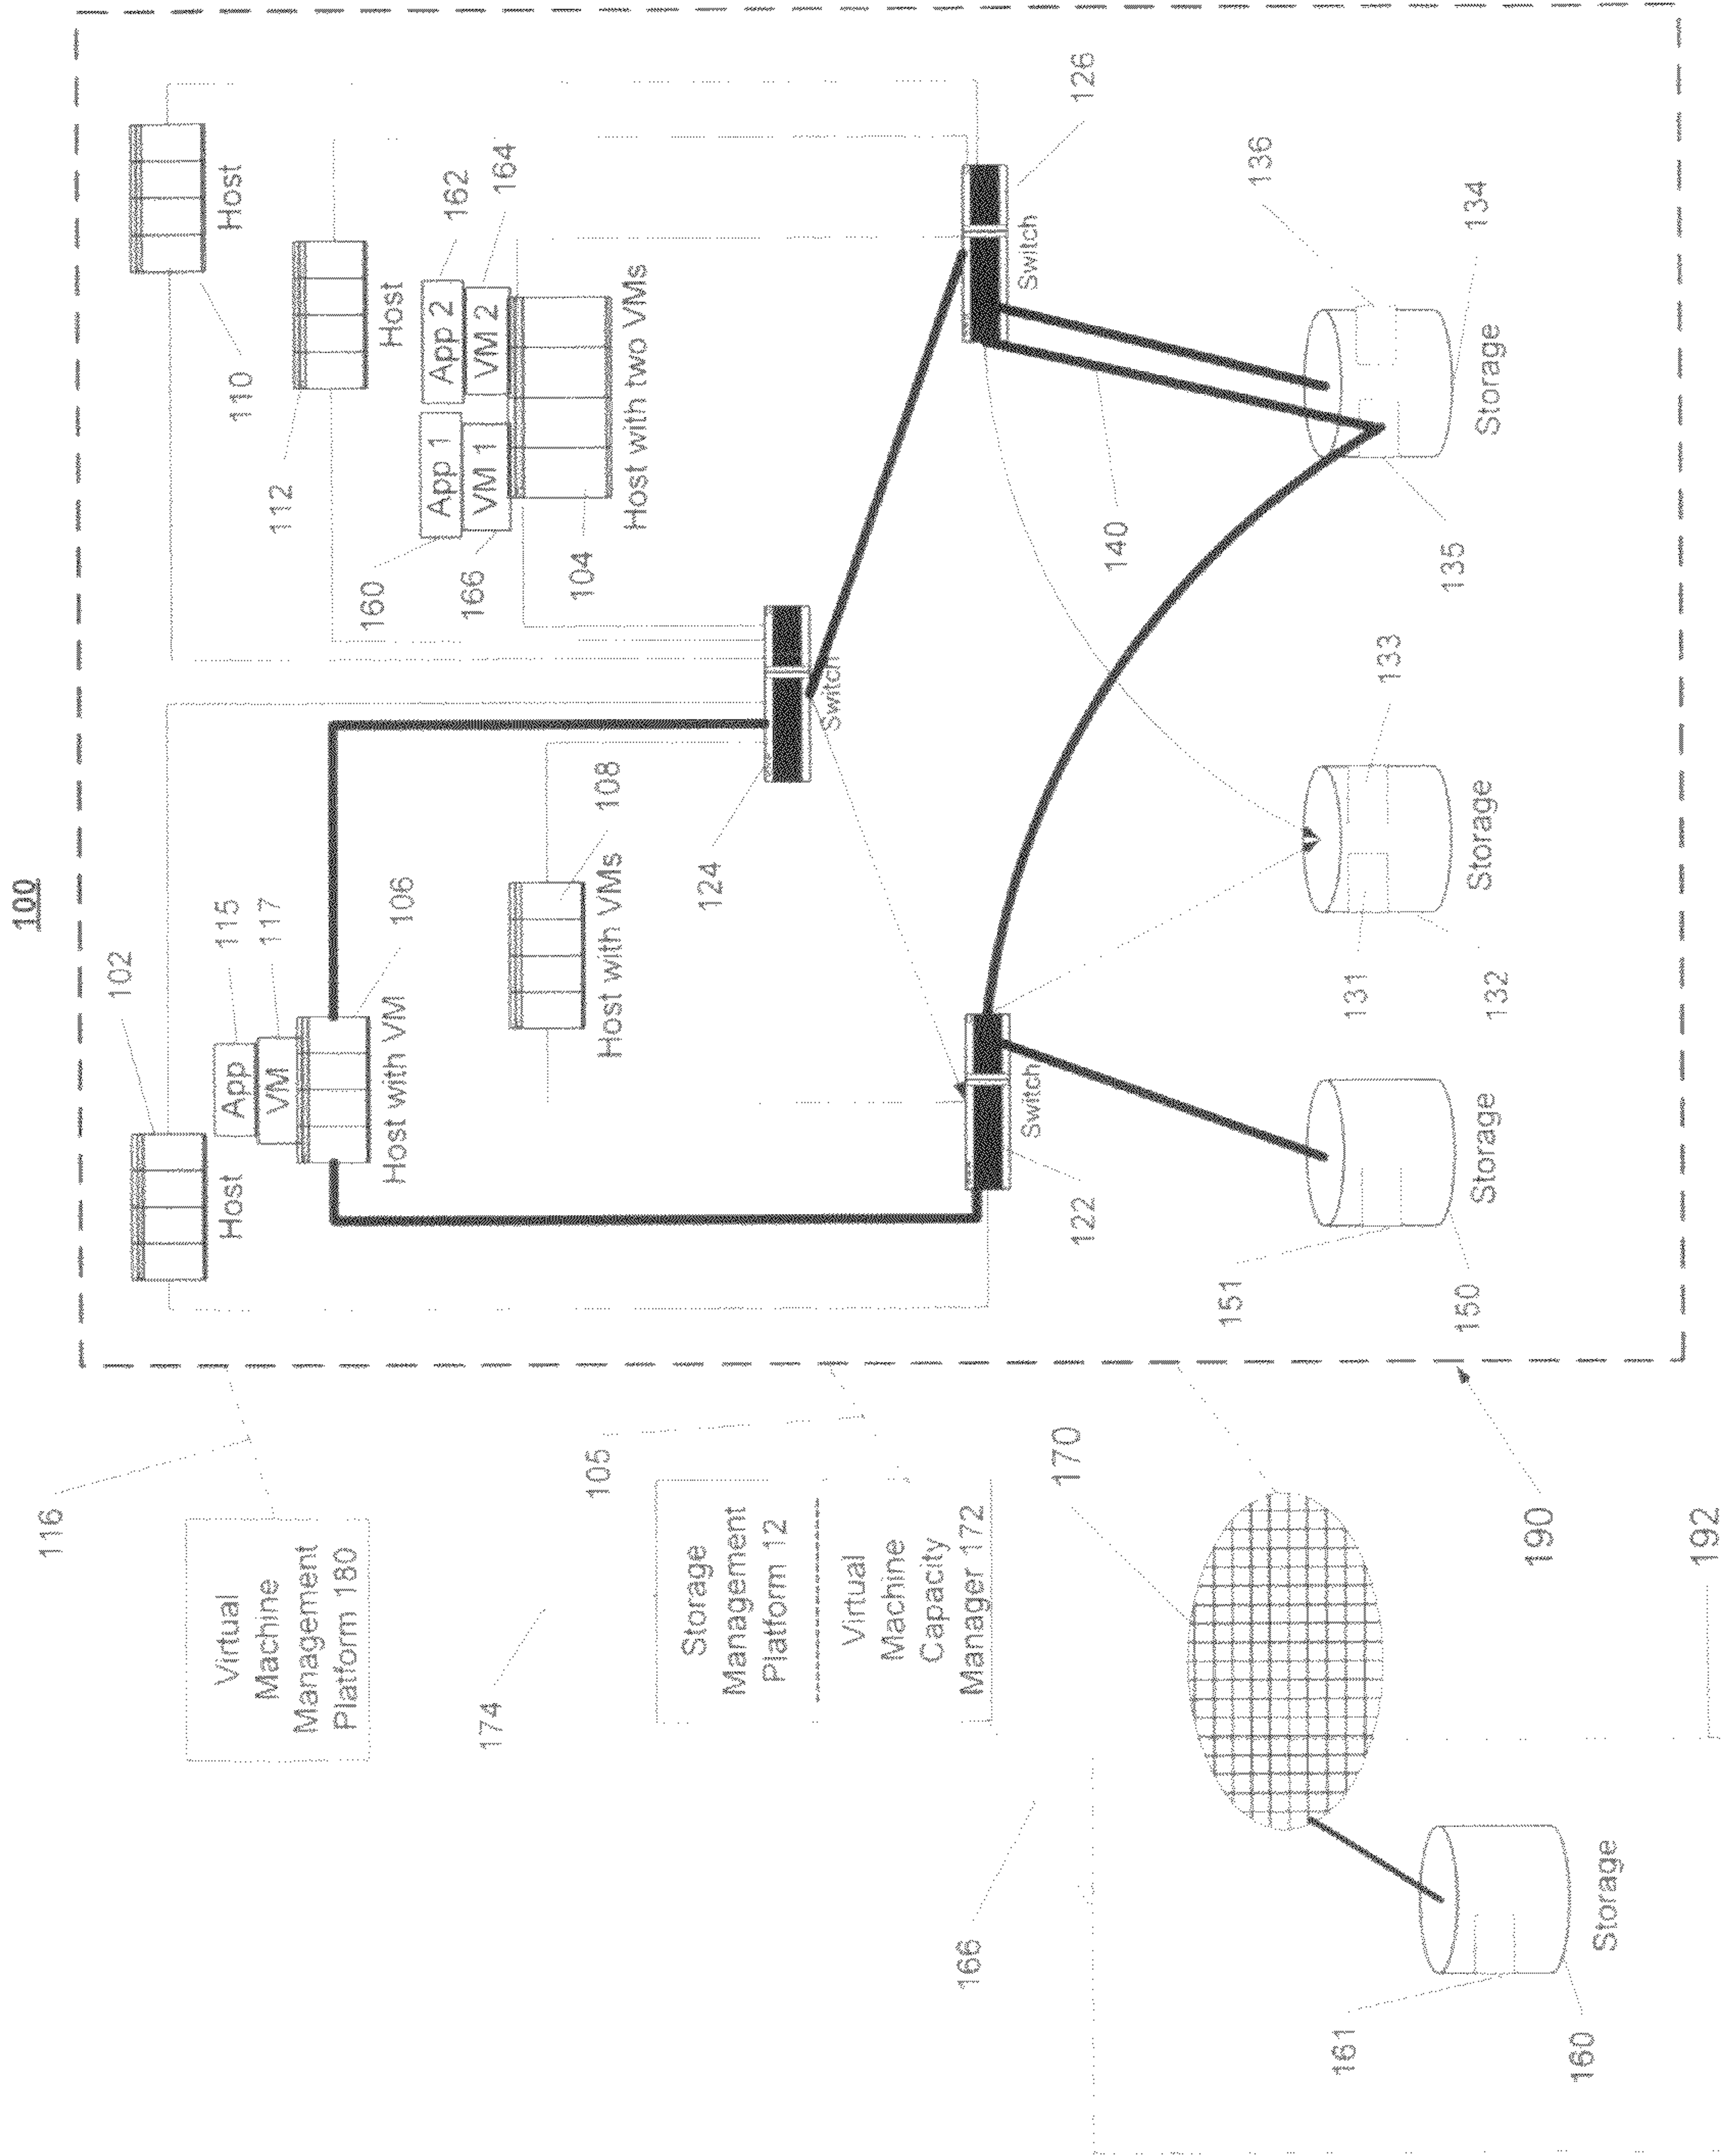 100
102
Host
115
App
117
VM
106
Host with VM
108
Host with VMs
110
Host
112
Host
160
App 1
166
VM 1
162
App 2
164
VM 2
104
Host with two VMs
124
Switch
122
Switch
126
Switch
140
151
150
Storage
131
133
132
Storage
135
136
134
Storage
116
Virtual
Machine
Management
Platform 180
174
105
Storage
Management
Platform 12
Virtual
Machine
Capacity
Manager 172
170
166
190
192
161
160
Storage